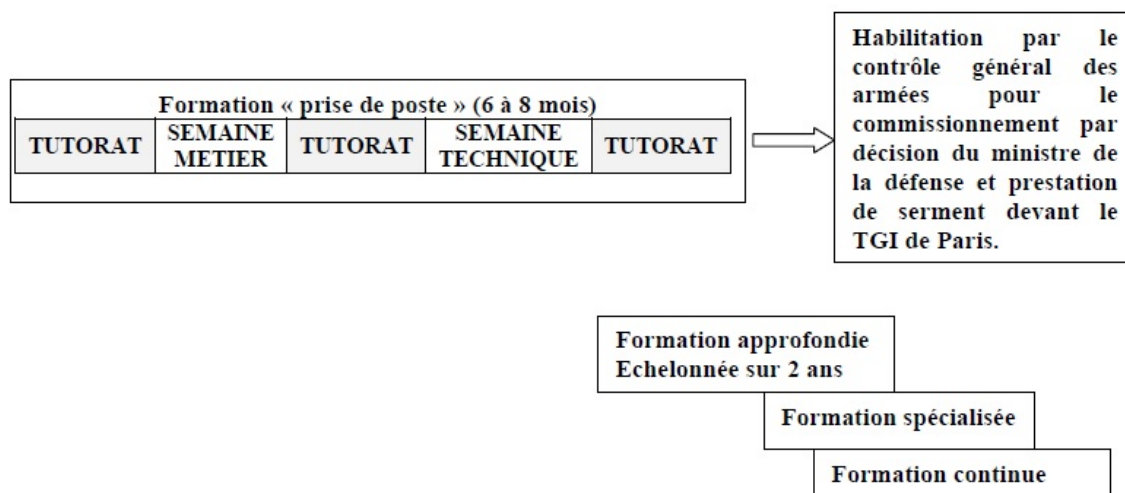 Formation « prise de poste » (6 à 8 mois)
TUTORAT
SEMAINE
METIER
TUTORAT
SEMAINE
TECHNIQUE
TUTORAT
Habilitation par le
contrôle général des
armées pour le
commissionnement par
décision du ministre de
la défense et prestation
de serment devant le
TGI de Paris.
Formation approfondie
Echelonnée sur 2 ans
Formation spécialisée
Formation continue